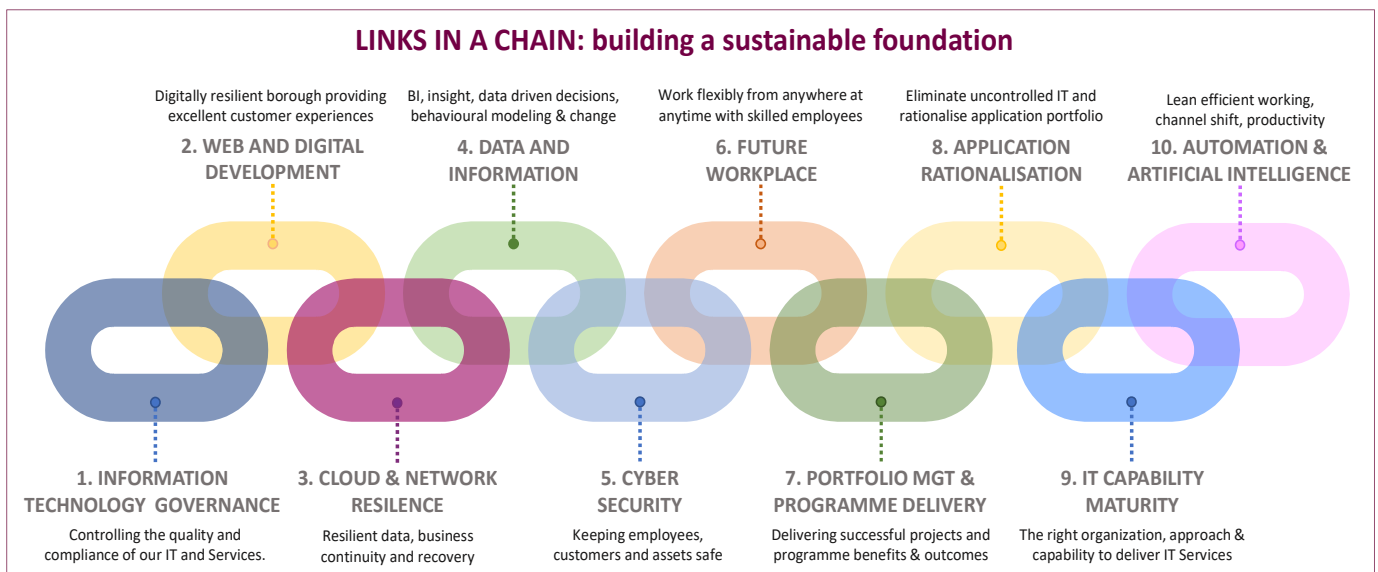 LINKS IN A CHAIN: building a sustainable foundation
Digitally resilient borough providing
excellent customer experiences
2. WEB AND DIGITAL
DEVELOPMENT
BI, insight, data driven decisions,
behavioural modeling & change
4. DATA AND
INFORMATION
Work flexibly from anywhere at
anytime with skilled employees
6. FUTURE
WORKPLACE
Eliminate uncontrolled IT and
rationalise application portfolio
8. APPLICATION
RATIONALISATION
Lean efficient working,
channel shift, productivity
10. AUTOMATION &
ARTIFICIAL INTELLIGENCE
1. INFORMATION
TECHNOLOGY GOVERNANCE
Controlling the quality and
compliance of our IT and Services.
3. CLOUD & NETWORK
RESILENCE
Resilient data, business
continuity and recovery
5. CYBER
SECURITY
Keeping employees,
customers and assets safe
7. PORTFOLIO MGT &
PROGRAMME DELIVERY
Delivering successful projects and
programme benefits & outcomes
9. IT CAPABILITY
MATURITY
The right organization, approach &
capability to deliver IT Services